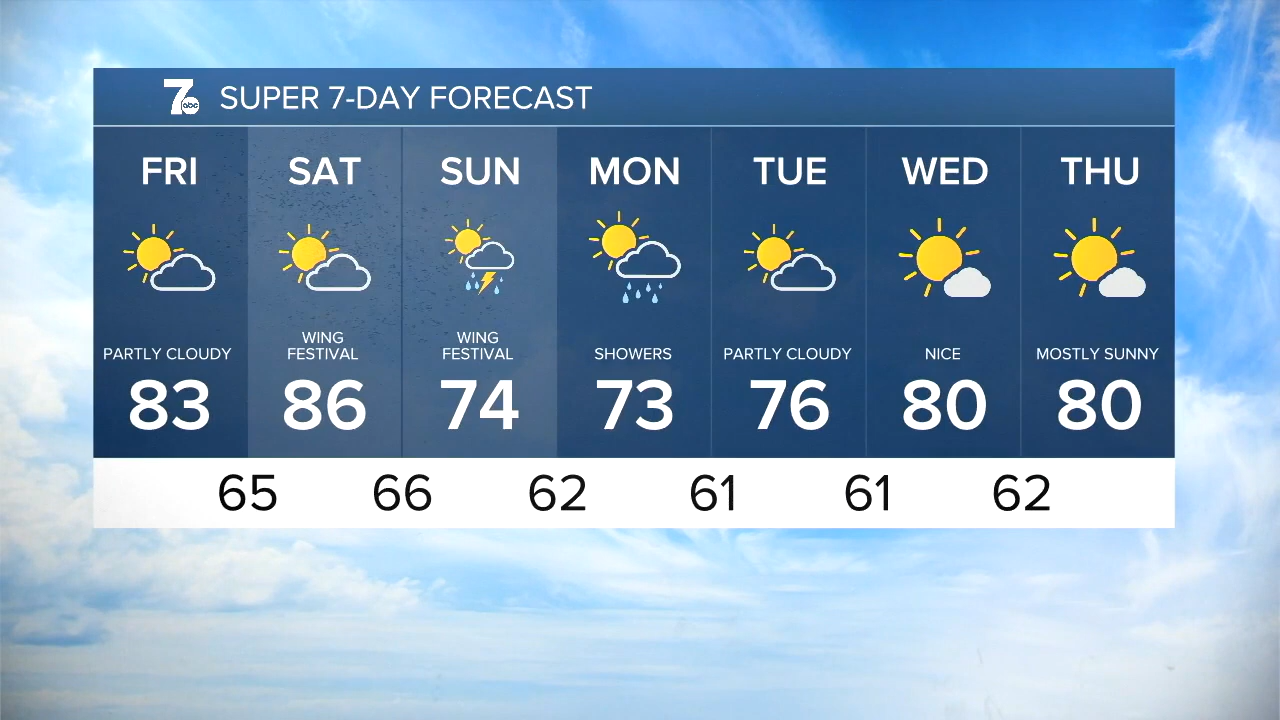 7 abc SUPER 7-DAY FORECAST
FRI SAT SUN MON TUE WED THU
PARTLY CLOUDY
WING
FESTIVAL
WING
FESTIVAL
SHOWERS
PARTLY CLOUDY
NICE
MOSTLY SUNNY
83 86 74 73 76 80 80
65 66 62 61 61 62